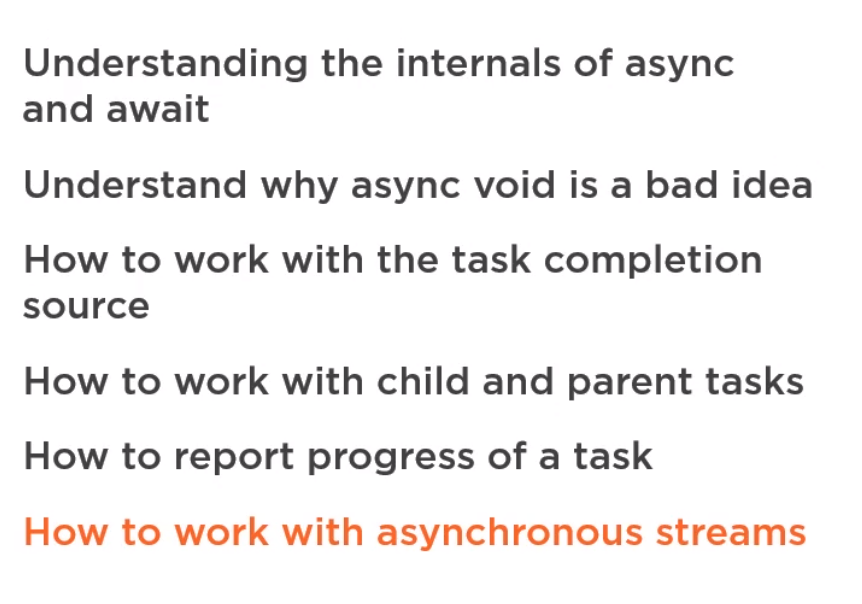 Understanding the internals of async
and await
Understand why async void is a bad idea
How to work with the task completion
source
How to work with child and parent tasks
How to report progress of a task
How to work with asynchronous streams